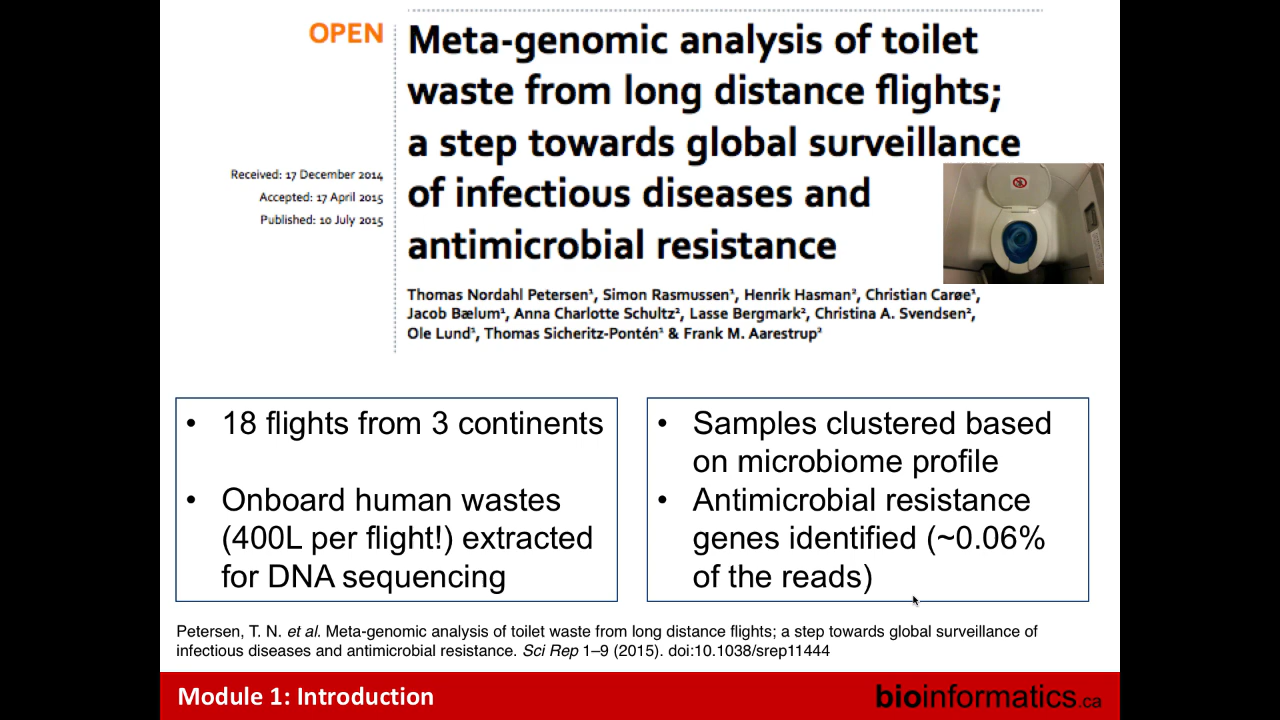 OPEN
Meta-genomic analysis of toilet
waste from long distance flights;
a step towards global surveillance
of infectious diseases and
antimicrobial resistance
Received: 17 December 2014
Accepted: 17 April 2015
Published: 10 July 2015
Thomas Nordahl Petersen¹, Simon Rasmussen¹, Henrik Hasman², Christian Carøe¹,
Jacob Bælum¹, Anna Charlotte Schultz², Lasse Bergmark², Christina A. Svendsen²,
Ole Lund¹, Thomas Sicheritz-Pontén¹ & Frank M. Aarestrup²
• 18 flights from 3 continents
• Onboard human wastes
(400L per flight!) extracted
for DNA sequencing
• Samples clustered based
on microbiome profile
• Antimicrobial resistance
genes identified (~0.06%
of the reads)
Petersen, T. N. et al. Meta-genomic analysis of toilet waste from long distance flights; a step towards global surveillance of
infectious diseases and antimicrobial resistance. Sci Rep 1–9 (2015). doi:10.1038/srep11444
Module 1: Introduction
bioinformatics.ca